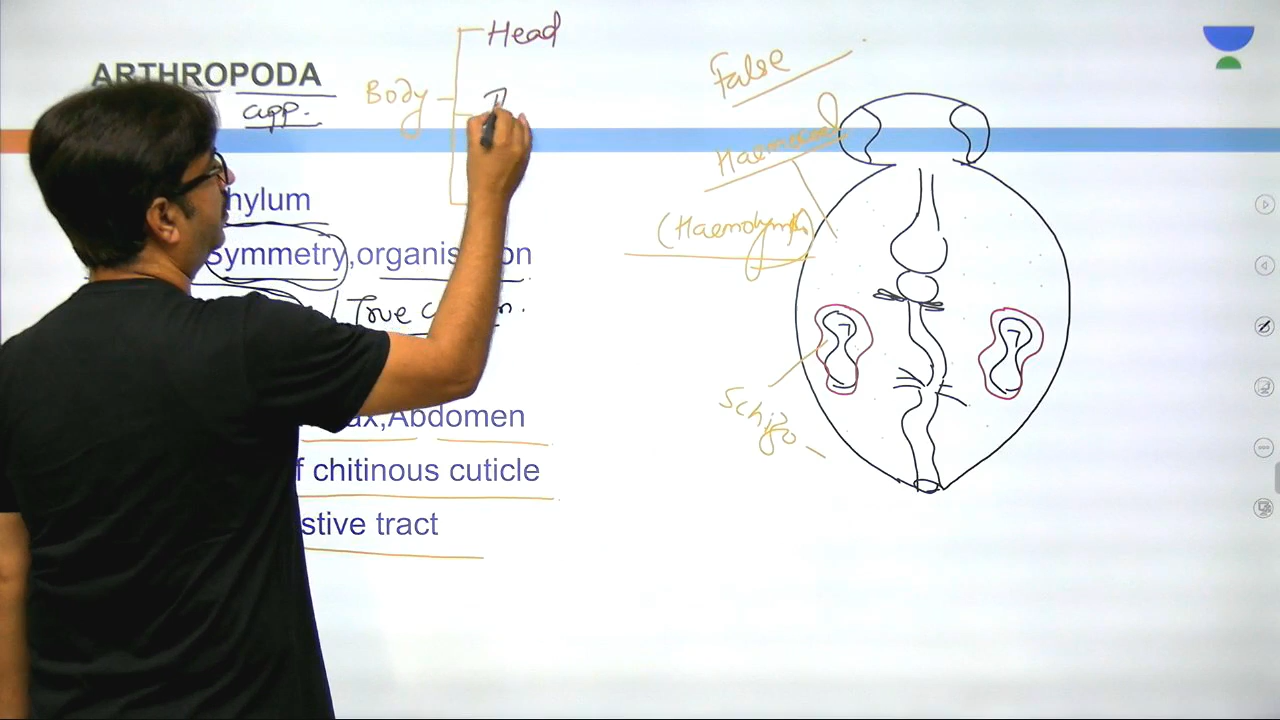 Head
ARTHROPODA
Body
app.
False
Haemocoel
hylum
(Haemolymph)
Symmetry,organis on
True c n.
Schizo
ax,Abdomen
f chitinous cuticle
stive tract